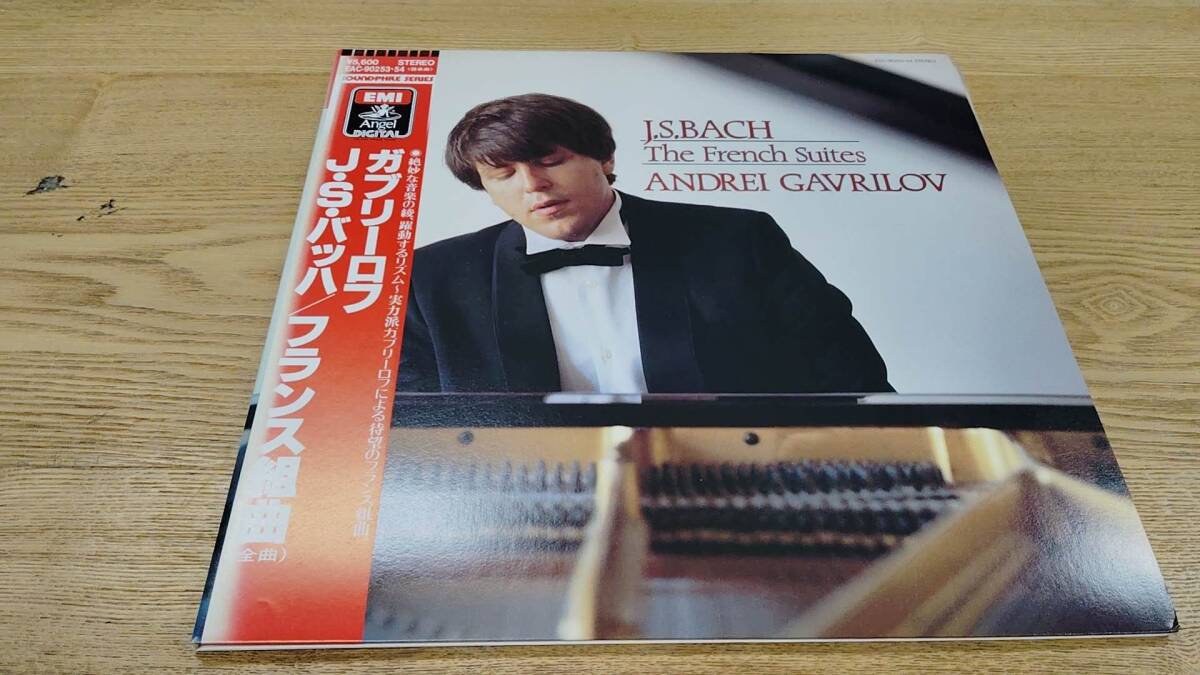 ¥5,600 STEREO
EAC-90253・54
SOUNDPHILE SERIES
EMI
Angel
DIGITAL
ガブリーロフ
J・S・バッハ/フランス組曲
全曲)
絶妙な音楽の綾、躍動するリズム〜実力派ガブリーロフによる待望のフランス組曲
J.S.BACH
The French Suites
ANDREI GAVRILOV